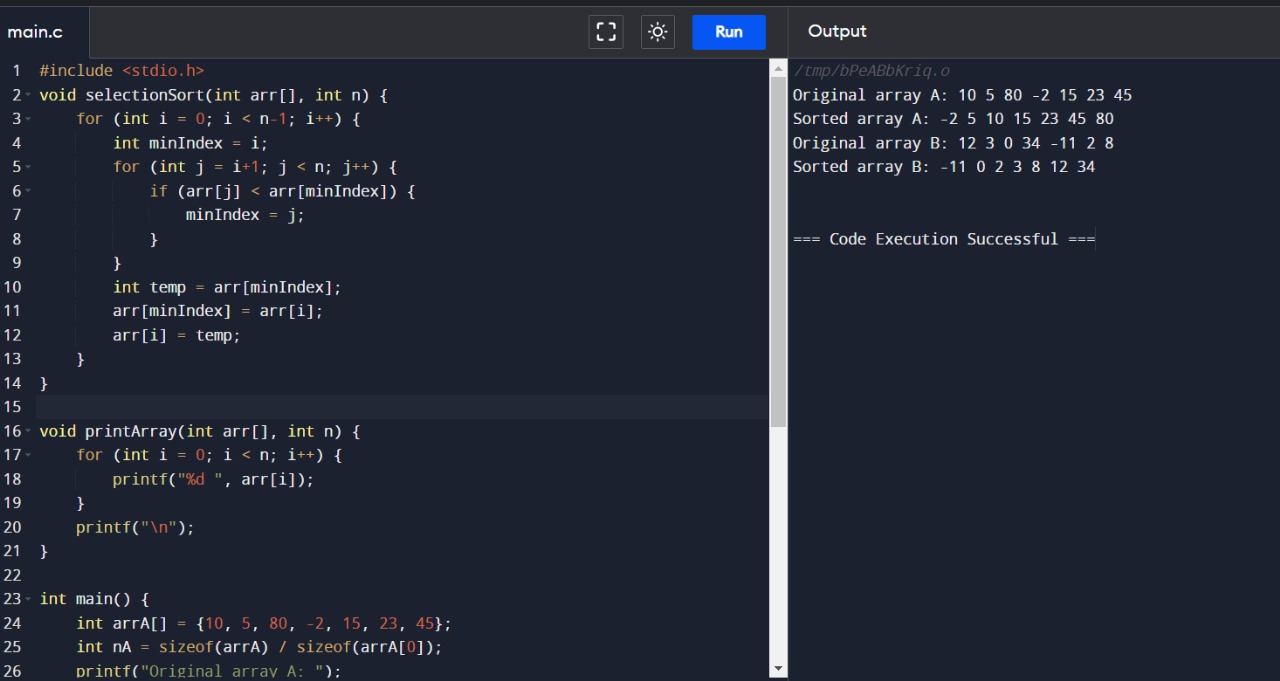 main.c
Run
Output
1 #include <stdio.h>
2 void selectionSort(int arr[], int n) {
3     for (int i = 0; i < n-1; i++) {
4         int minIndex = i;
5         for (int j = i+1; j < n; j++) {
6             if (arr[j] < arr[minIndex]) {
7                 minIndex = j;
8             }
9         }
10         int temp = arr[minIndex];
11         arr[minIndex] = arr[i];
12         arr[i] = temp;
13     }
14 }
15
16 void printArray(int arr[], int n) {
17     for (int i = 0; i < n; i++) {
18         printf("%d ", arr[i]);
19     }
20     printf("\n");
21 }
22
23 int main() {
24     int arrA[] = {10, 5, 80, -2, 15, 23, 45};
25     int nA = sizeof(arrA) / sizeof(arrA[0]);
26     printf("Original array A: ");
/tmp/bPeABbKriq.o
Original array A: 10 5 80 -2 15 23 45
Sorted array A: -2 5 10 15 23 45 80
Original array B: 12 3 0 34 -11 2 8
Sorted array B: -11 0 2 3 8 12 34
=== Code Execution Successful ===